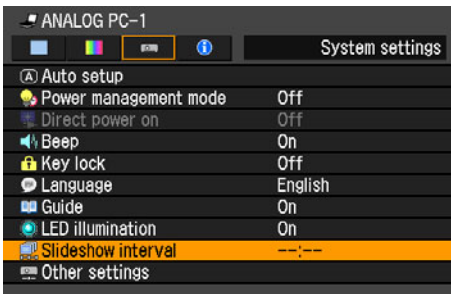 ANALOG PC-1
System settings
Auto setup
Power management mode Off
Direct power on Off
Beep On
Key lock Off
Language English
Guide On
LED illumination On
Slideshow interval --:--
Other settings